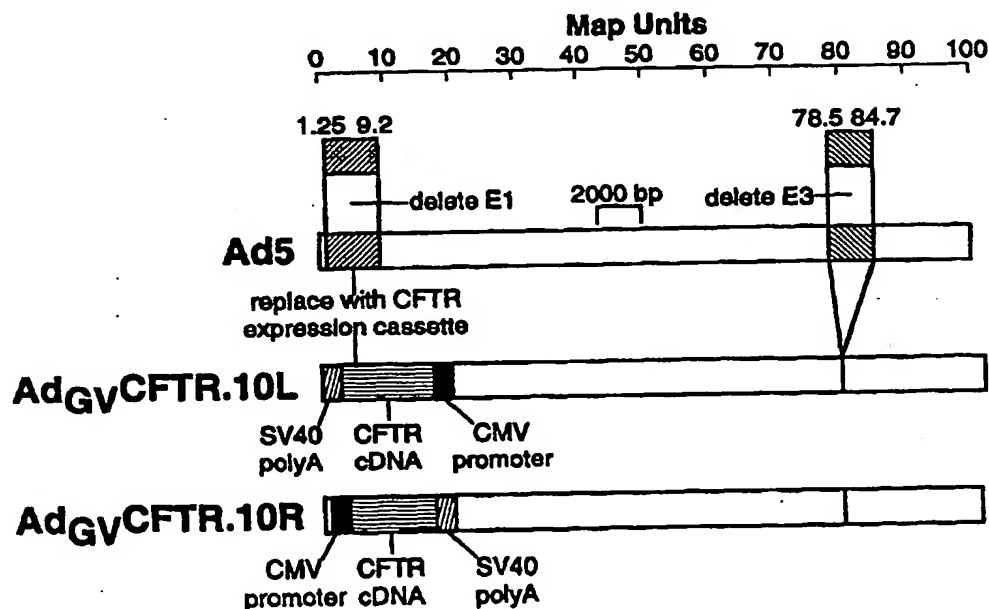 Map Units
0 10 20 30 40 50 60 70 80 90 100
1.25 9.2
78.5 84.7
delete E1
2000 bp
delete E3
Ad5
replace with CFTR
expression cassette
AdGVCFTR.10L
SV40
polyA
CFTR
cDNA
CMV
promoter
AdGVCFTR.10R
CMV
promoter
CFTR
cDNA
SV40
polyA